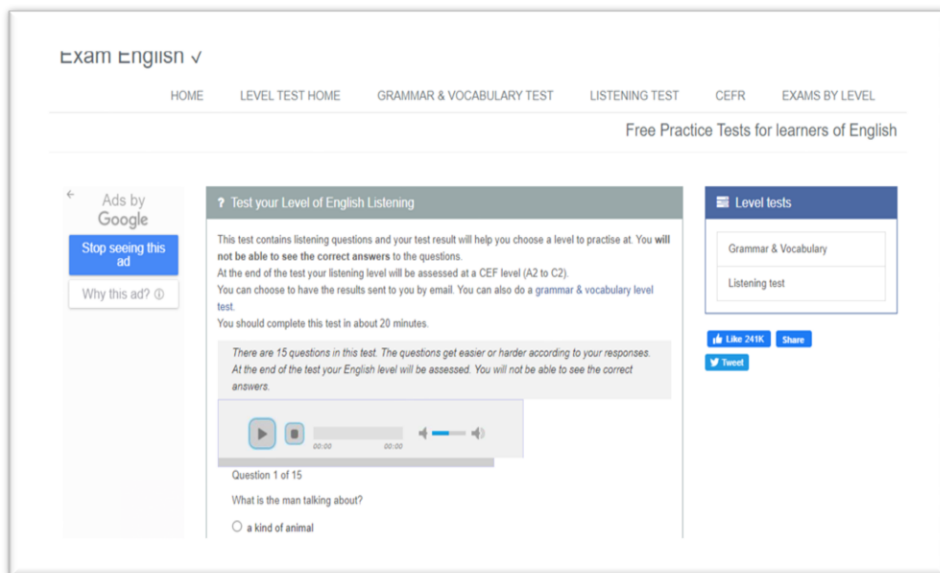 Exam English √
HOME LEVEL TEST HOME GRAMMAR & VOCABULARY TEST LISTENING TEST CEFR EXAMS BY LEVEL
Free Practice Tests for learners of English
Ads by
Google
Stop seeing this
ad
Why this ad? ⓘ
? Test your Level of English Listening
This test contains listening questions and your test result will help you choose a level to practise at. You will
not be able to see the correct answers to the questions.
At the end of the test your listening level will be assessed at a CEF level (A2 to C2).
You can choose to have the results sent to you by email. You can also do a grammar & vocabulary level
test.
You should complete this test in about 20 minutes.
There are 15 questions in this test. The questions get easier or harder according to your responses.
At the end of the test your English level will be assessed. You will not be able to see the correct
answers.
00:00 00:00
Question 1 of 15
What is the man talking about?
a kind of animal
Level tests
Grammar & Vocabulary
Listening test
Like 241K Share
Tweet